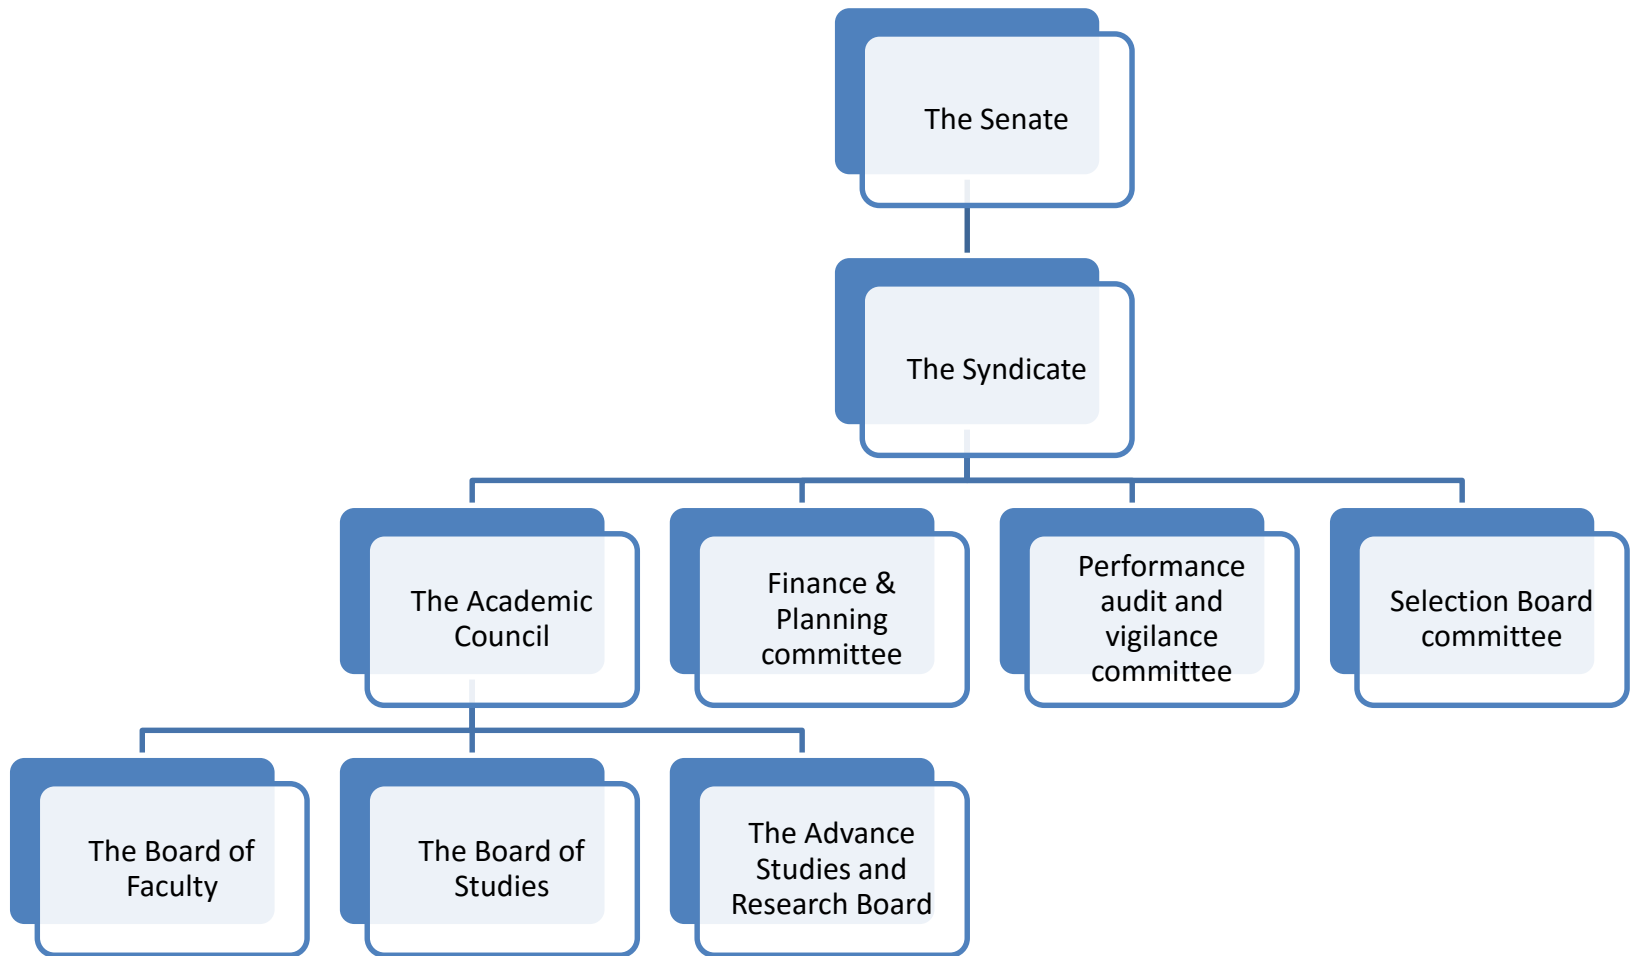 The Senate
The Syndicate
The Academic
Council
Finance &
Planning
committee
Performance
audit and
vigilance
committee
Selection Board
committee
The Board of
Faculty
The Board of
Studies
The Advance
Studies and
Research Board